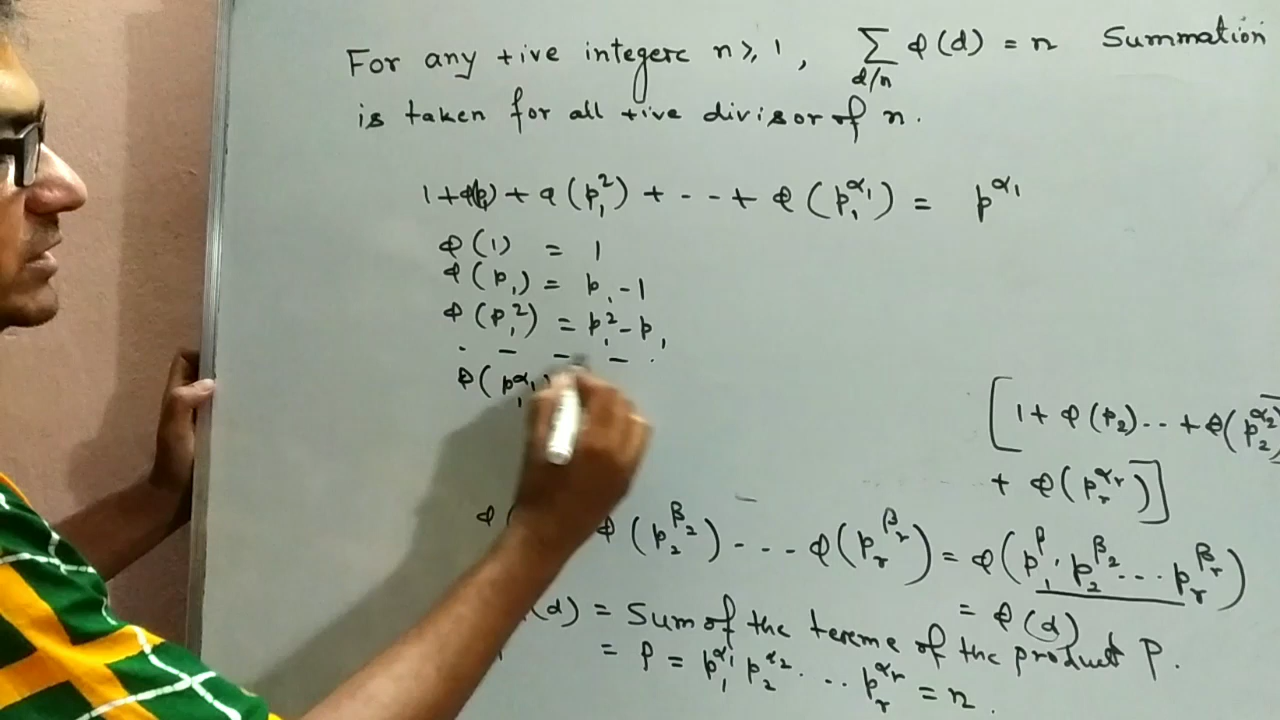 For any +ive integerc n ≥ 1, Σ φ(d) = n Summation
d/n
is taken for all +ive divisor of n.
1 + φ(p₁) + φ(p₁²) + - - + φ(p₁^α₁) = p^α₁
φ(1) = 1
φ(p₁) = p₁ - 1
φ(p₁²) = p₁² - p₁
φ(p₁^α₁)
[1 + φ(p₂) .. + φ(p₂^α₂)
+ φ(p_r^α_r)]
φ( φ(p₂^β₂) - - - φ(p_r^β_r) = φ(p₁^β₁ . p₂^β₂ ... p_r^β_r)
= φ(d)
(d) = Sum of the terme of the product P.
= P = p₁^α₁ p₂^α₂ ... p_r^α_r = n.